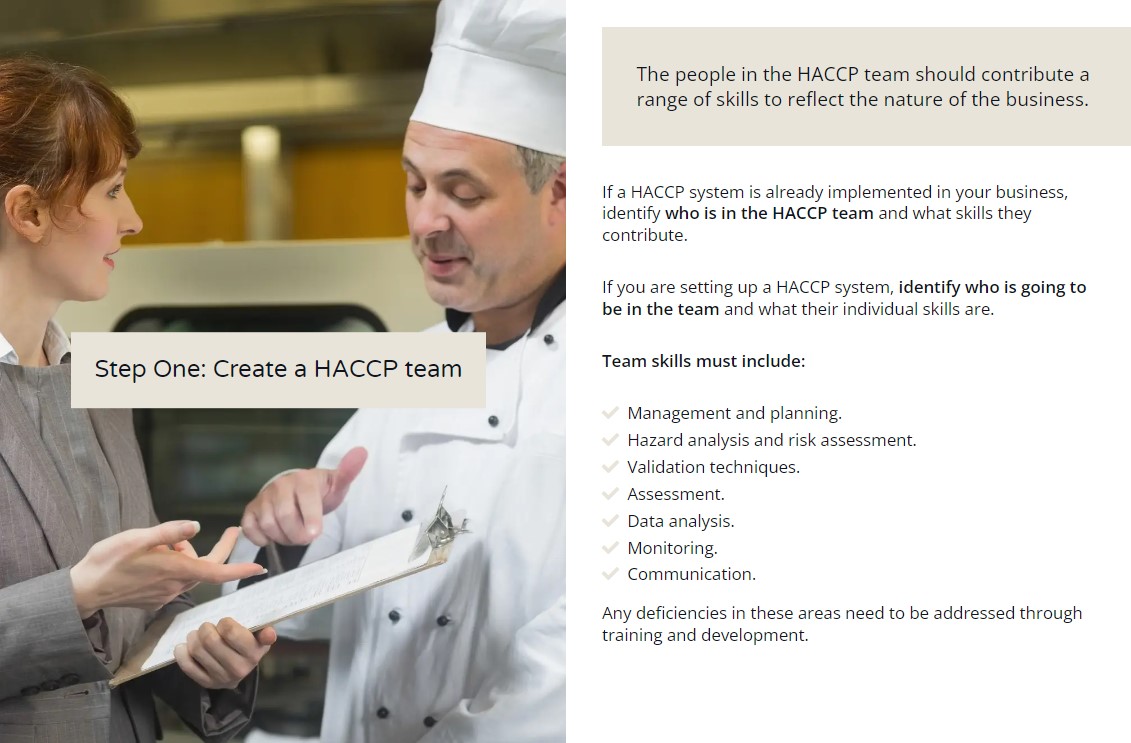 Step One: Create a HACCP team
The people in the HACCP team should contribute a
range of skills to reflect the nature of the business.
If a HACCP system is already implemented in your business,
identify who is in the HACCP team and what skills they
contribute.
If you are setting up a HACCP system, identify who is going to
be in the team and what their individual skills are.
Team skills must include:
Management and planning.
Hazard analysis and risk assessment.
Validation techniques.
Assessment.
Data analysis.
Monitoring.
Communication.
Any deficiencies in these areas need to be addressed through
training and development.